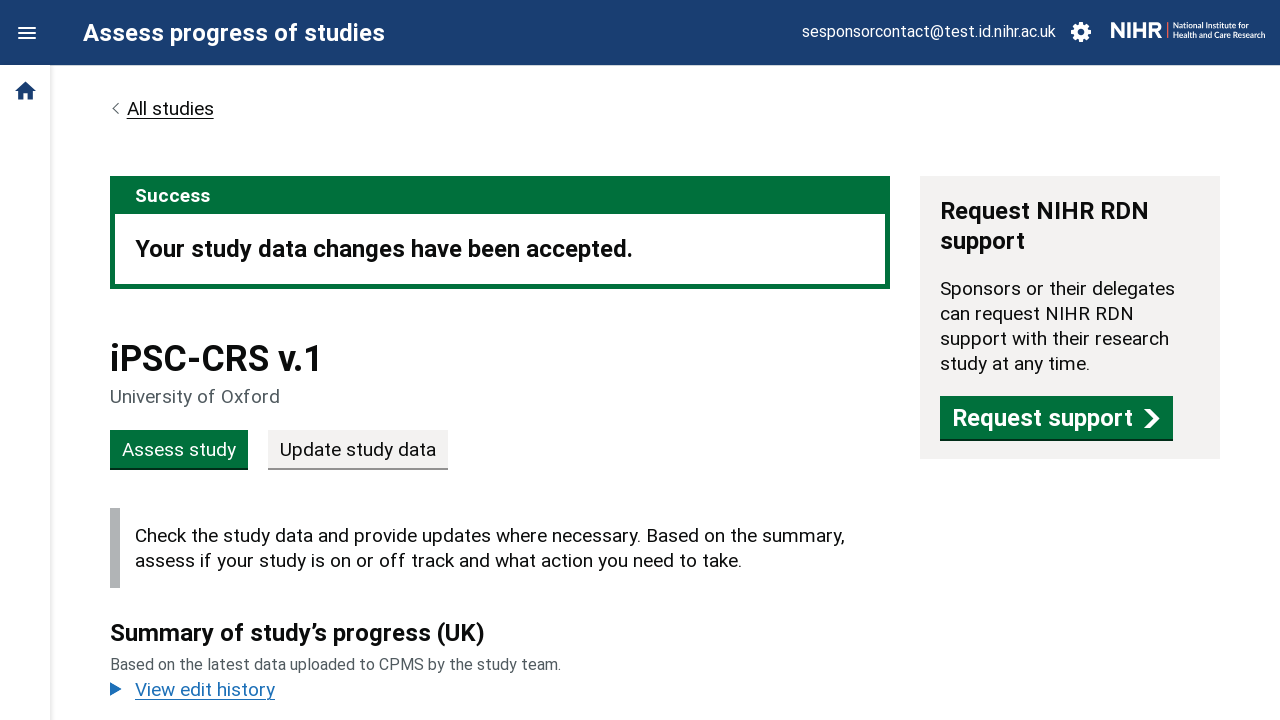 Assess progress of studies
sesponsorcontact@test.id.nihr.ac.uk
NIHR | National Institute for
Health and Care Research
All studies
Success
Your study data changes have been accepted.
iPSC-CRS v.1
University of Oxford
Assess study
Update study data
Check the study data and provide updates where necessary. Based on the summary,
assess if your study is on or off track and what action you need to take.
Summary of study’s progress (UK)
Based on the latest data uploaded to CPMS by the study team.
View edit history
Request NIHR RDN
support
Sponsors or their delegates
can request NIHR RDN
support with their research
study at any time.
Request support